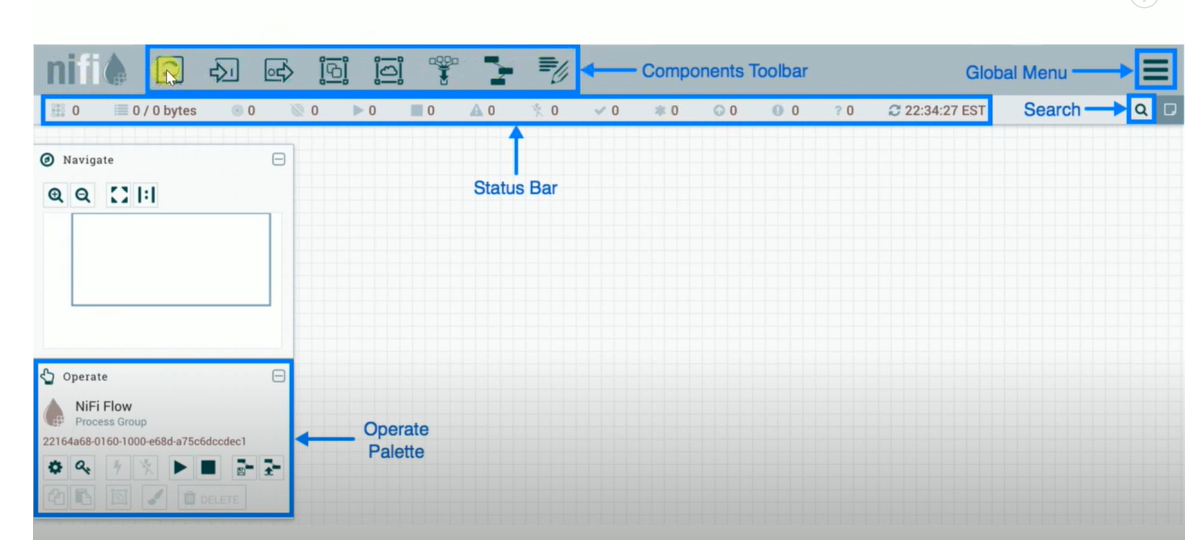 nifi
Components Toolbar
Global Menu
0 0 / 0 bytes 0 0 0 0 0 0 0 0 0 0 ? 0 22:34:27 EST
Search
Status Bar
Navigate
Operate
NiFi Flow
Process Group
22164a68-0160-1000-e68d-a75c6dccdec1
DELETE
Operate
Palette